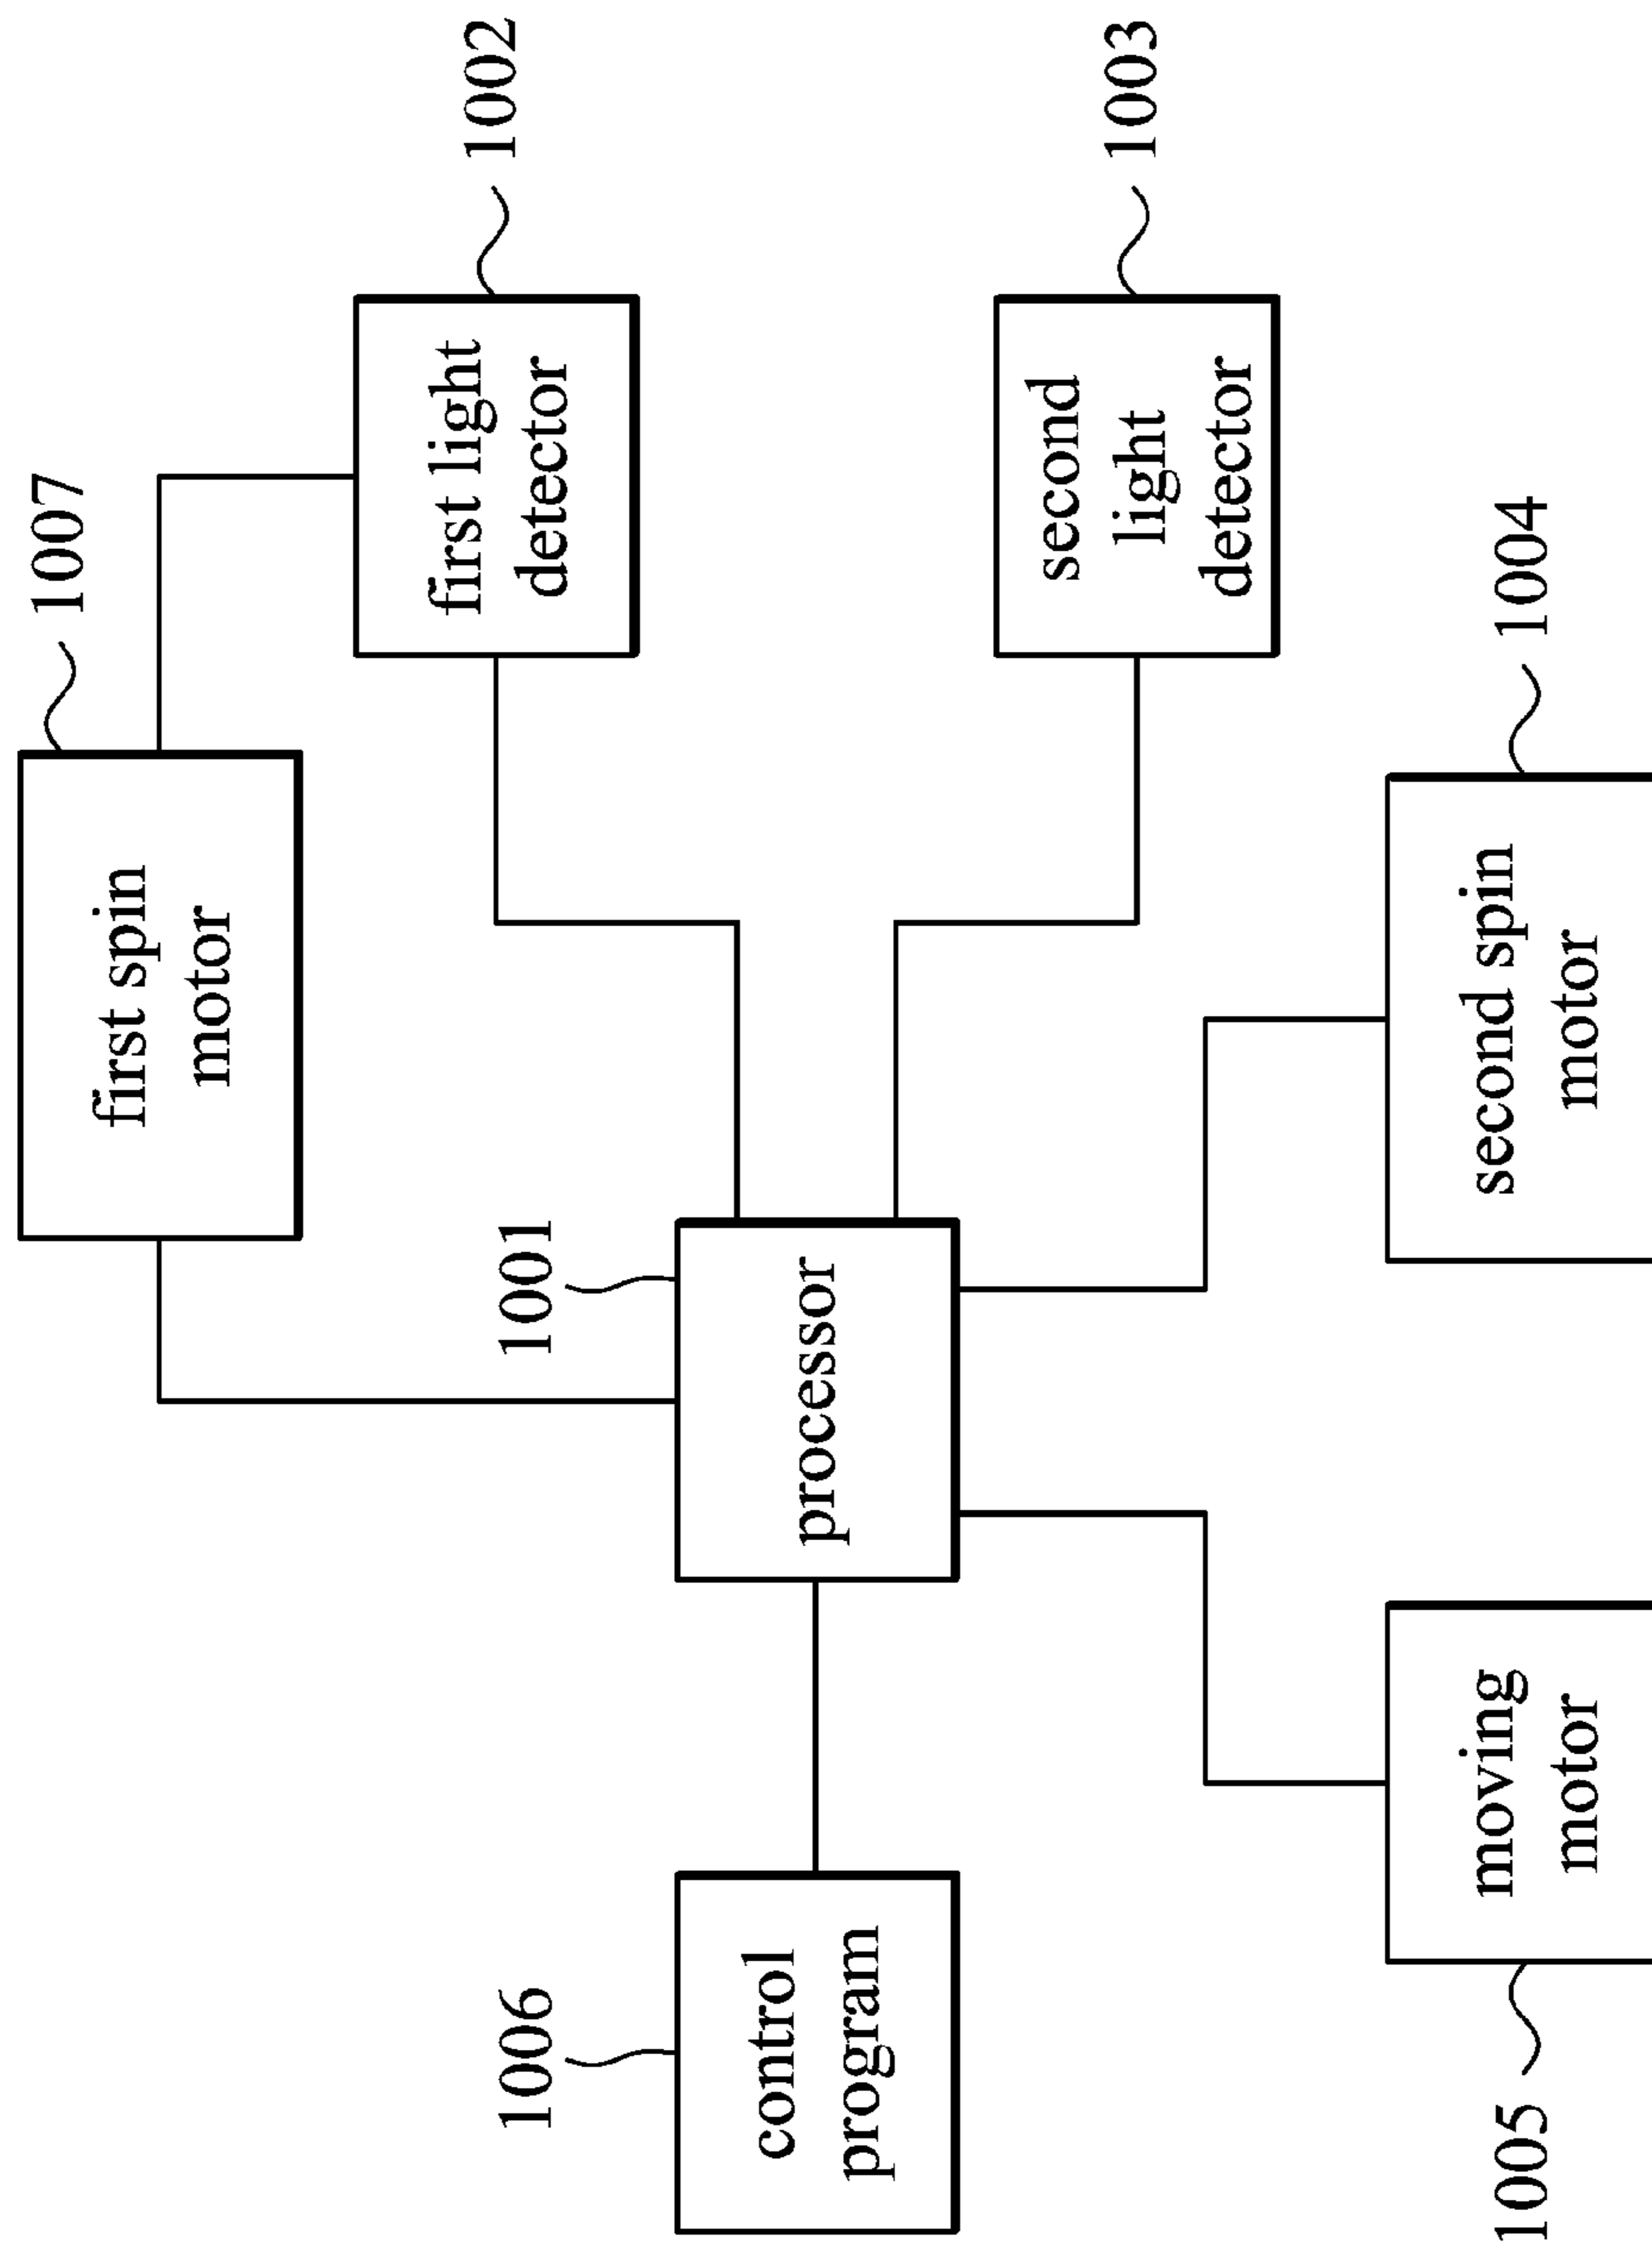 1007
first spin
motor
first light
detector
1002
1006
control
program
1001
processor
second
light
detector
1003
1005
moving
motor
second spin
motor
1004